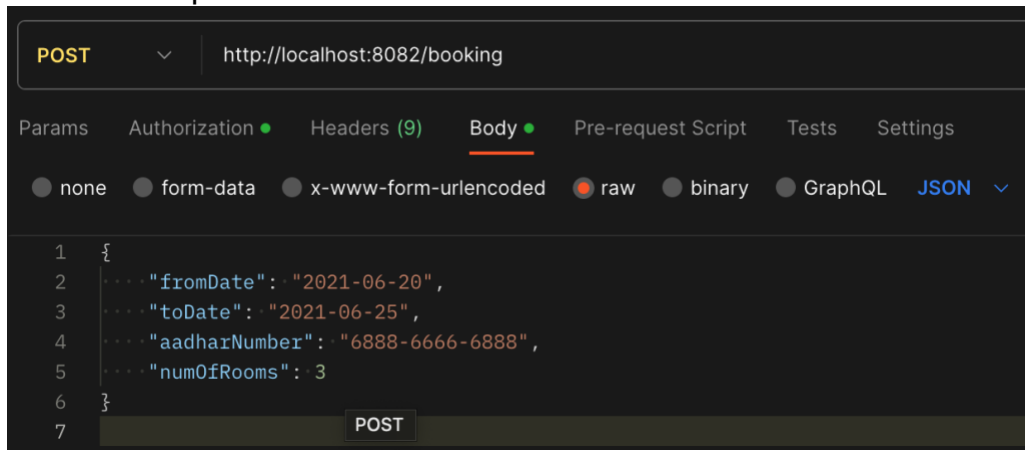 POST http://localhost:8082/booking
Params Authorization Headers (9) Body Pre-request Script Tests Settings
none form-data x-www-form-urlencoded raw binary GraphQL JSON
1 {
2 "fromDate": "2021-06-20",
3 "toDate": "2021-06-25",
4 "aadharNumber": "6888-6666-6888",
5 "numOfRooms": 3
6 }
POST
7